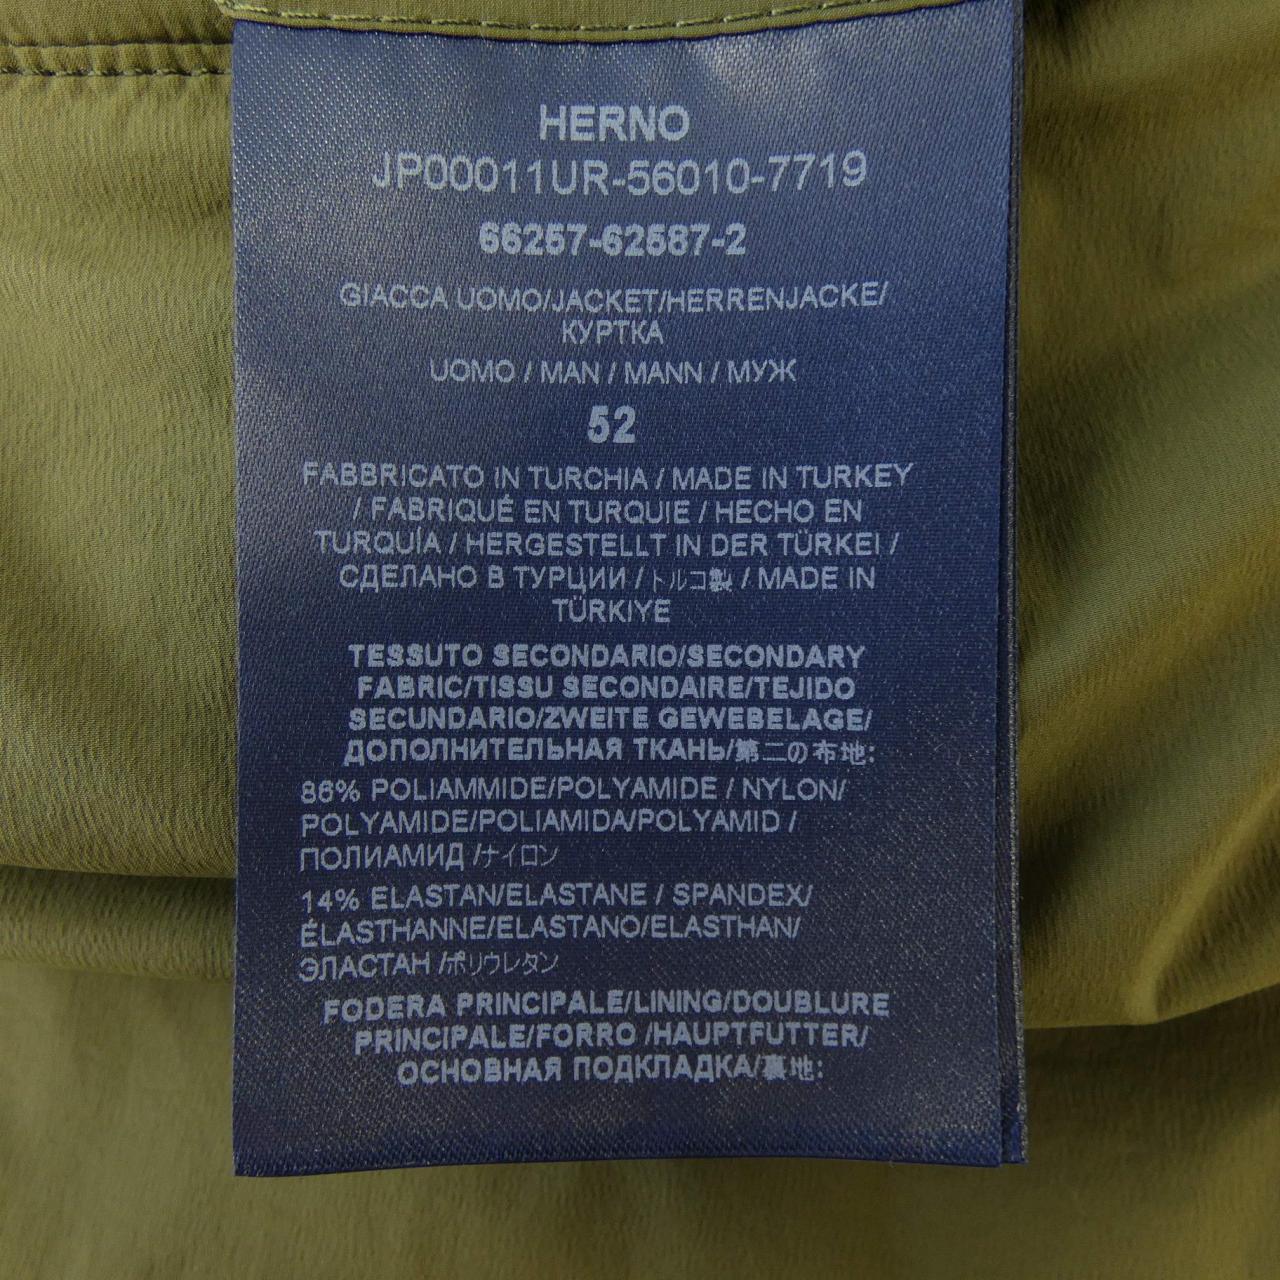 HERNO
JP00011UR-56010-7719
66257-62587-2
GIACCA UOMO/JACKET/HERRENJACKE/
КУРТКА
UOMO / MAN / MANN / МУЖ
52
FABBRICATO IN TURCHIA / MADE IN TURKEY
/ FABRIQUÉ EN TURQUIE / HECHO EN
TURQUÍA / HERGESTELLT IN DER TÜRKEI /
СДЕЛАНО В ТУРЦИИ / トルコ製 / MADE IN
TÜRKIYE
TESSUTO SECONDARIO/SECONDARY
FABRIC/TISSU SECONDAIRE/TEJIDO
SECUNDARIO/ZWEITE GEWEBELAGE/
ДОПОЛНИТЕЛЬНАЯ ТКАНЬ/第二の布地:
86% POLIAMMIDE/POLYAMIDE / NYLON/
POLYAMIDE/POLIAMIDA/POLYAMID /
ПОЛИАМИД /ナイロン
14% ELASTAN/ELASTANE / SPANDEX/
ÉLASTHANNE/ELASTANO/ELASTHAN/
ЭЛАСТАН /ポリウレタン
FODERA PRINCIPALE/LINING/DOUBLURE
PRINCIPALE/FORRO /HAUPTFUTTER/
ОСНОВНАЯ ПОДКЛАДКА/裏地: